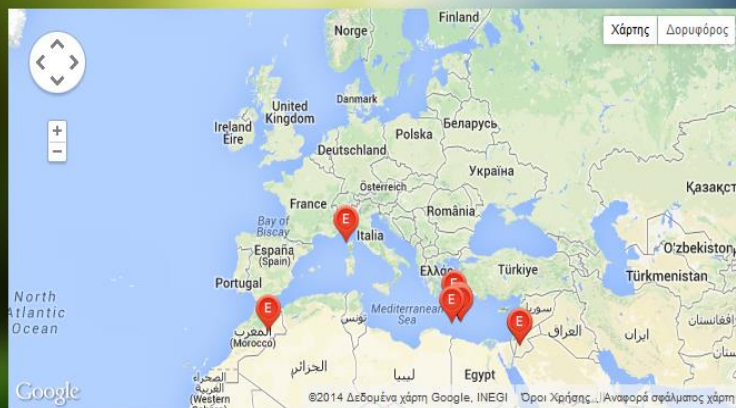 Finland
Norge
Χάρτης
Δορυφόρος
Danmark
United
Kingdom
Ireland
Éire
Polska
Беларусь
Deutschland
Україна
Österreich
Қазақст
France
România
Bay of
Biscay
E
Italia
O'zbekiston
España
(Spain)
Portugal
Ελλάς
Türkiye
Türkmenistan
North
Atlantic
Ocean
E
E
E
E
Mediterranean
Sea
تونس
سوريا
العراق
ايران
المغرب
(Morocco)
الجزائر
ليبيا
Egypt
الصحراء
الغربية
(Western
Google
©2014 Δεδομένα χάρτη Google, INEGI
Όροι Χρήσης
Αναφορά σφάλματος χάρτη